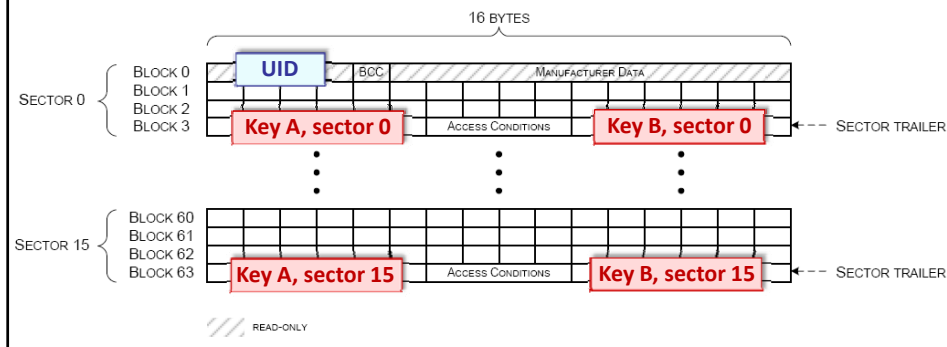 16 BYTES
SECTOR 0
BLOCK 0
UID
BCC
MANUFACTURER DATA
BLOCK 1
BLOCK 2
BLOCK 3
Key A, sector 0
ACCESS CONDITIONS
Key B, sector 0
SECTOR TRAILER
SECTOR 15
BLOCK 60
BLOCK 61
BLOCK 62
BLOCK 63
Key A, sector 15
ACCESS CONDITIONS
Key B, sector 15
SECTOR TRAILER
READ-ONLY